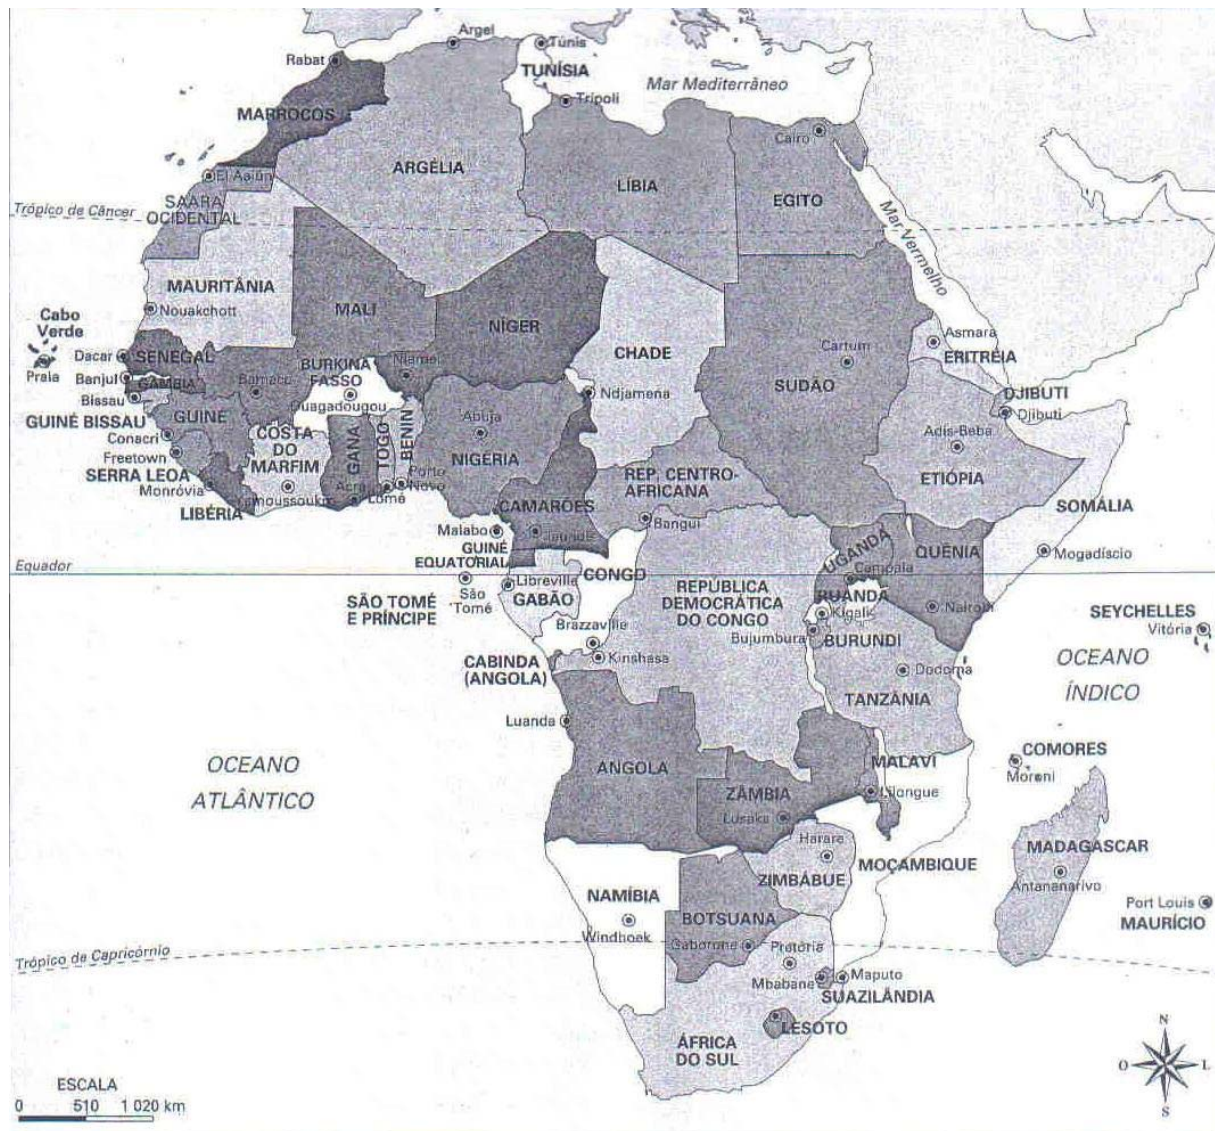 Argel
Túnis
Rabat
TUNÍSIA
Mar Mediterrâneo
Trípoli
MARROCOS
Cairo
ARGÉLIA
El Aaiún
LÍBIA
SAARA
OCIDENTAL
EGITO
Trópico de Câncer
Mar Vermelho
MAURITÂNIA
Nouakchott
MALI
NÍGER
Cabo
Verde
Asmara
CHADE
Cartum
ERITRÉIA
Dacar
SENEGAL
Niamei
Praia
BURKINA
FASSO
SUDÃO
Banjul
GÂMBIA
Bamaco
Ndjamena
DJIBUTI
Bissau
Ouagadougou
Djibuti
GUINÉ BISSAU
GUINÉ
Abuja
Adis-Beba
Conacri
COSTA
DO
MARFIM
GANA
TOGO
BENIN
NIGÉRIA
Freetown
SERRA LEOA
Porto
Novo
REP. CENTRO-
AFRICANA
ETIÓPIA
Monróvia
Yamoussoukro
Acra
Lomé
LIBÉRIA
CAMARÕES
SOMÁLIA
Bangui
Malabo
Iaundê
GUINÉ
EQUATORIAL
UGANDA
QUÊNIA
Mogadíscio
Equador
CONGO
Campala
Libreville
São
Tomé
GABÃO
REPÚBLICA
DEMOCRÁTICA
DO CONGO
RUANDA
Kigali
Nairobi
SÃO TOMÉ
E PRÍNCIPE
SEYCHELLES
Vitória
Brazzaville
Bujumbura
BURUNDI
Kinshasa
CABINDA
(ANGOLA)
Dodoma
OCEANO
ÍNDICO
TANZÂNIA
Luanda
COMORES
Moroni
OCEANO
ATLÂNTICO
ANGOLA
MALAVI
ZÂMBIA
Lilongue
Lusaka
Harare
MADAGASCAR
MOÇAMBIQUE
ZIMBÁBUE
Antananarivo
NAMÍBIA
Port Louis
MAURÍCIO
BOTSUANA
Windhoek
Gaborone
Pretória
Trópico de Capricórnio
Mbabane
Maputo
SUAZILÂNDIA
LESOTO
ÁFRICA
DO SUL
N
O
L
S
ESCALA
0 510 1 020 km